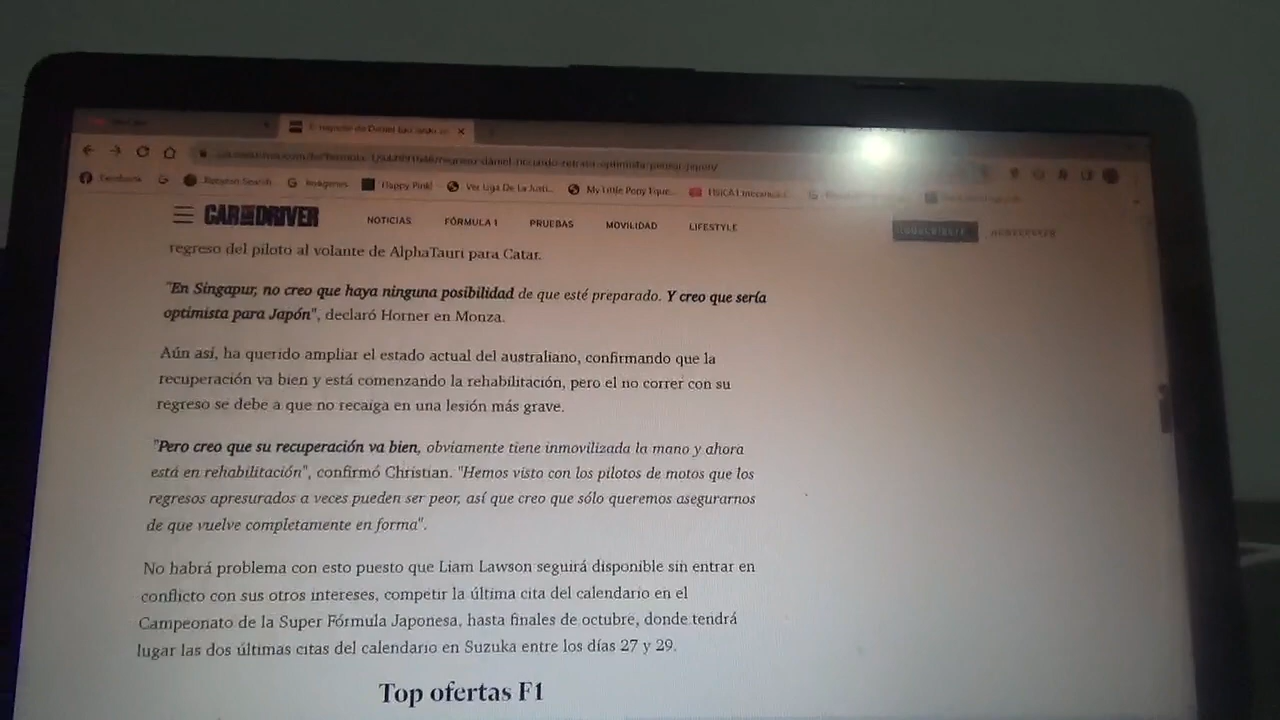 Facebook
G
Amazon Search
G Imágenes
Happy Pink!
Ver Liga De La Justi...
My Little Pony Eque...
CAR AND DRIVER
NOTICIAS
FÓRMULA 1
PRUEBAS
MOVILIDAD
LIFESTYLE
regreso del piloto al volante de AlphaTauri para Catar.
"En Singapur, no creo que haya ninguna posibilidad de que esté preparado. Y creo que sería
optimista para Japón", declaró Horner en Monza.
Aún así, ha querido ampliar el estado actual del australiano, confirmando que la
recuperación va bien y está comenzando la rehabilitación, pero el no correr con su
regreso se debe a que no recaiga en una lesión más grave.
"Pero creo que su recuperación va bien, obviamente tiene inmovilizada la mano y ahora
está en rehabilitación", confirmó Christian. "Hemos visto con los pilotos de motos que los
regresos apresurados a veces pueden ser peor, así que creo que sólo queremos asegurarnos
de que vuelve completamente en forma".
No habrá problema con esto puesto que Liam Lawson seguirá disponible sin entrar en
conflicto con sus otros intereses, competir la última cita del calendario en el
Campeonato de la Super Fórmula Japonesa, hasta finales de octubre, donde tendrá
lugar las dos últimas citas del calendario en Suzuka entre los días 27 y 29.
Top ofertas F1